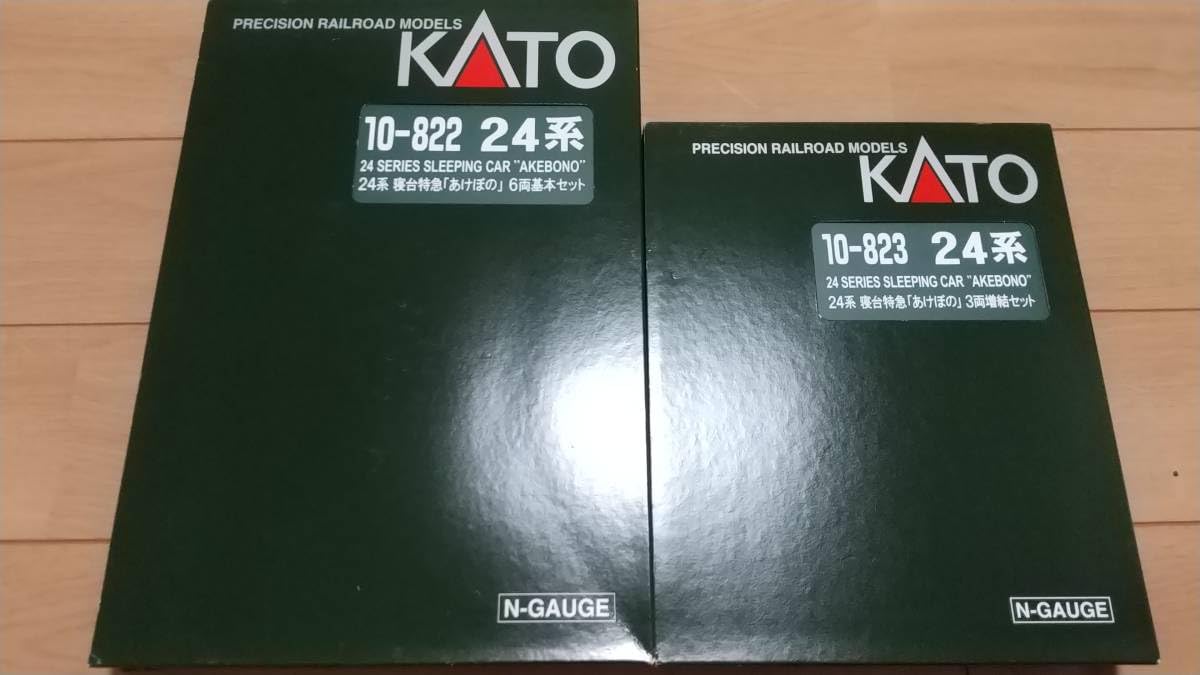 PRECISION RAILROAD MODELS
KATO
10-822 24系
24 SERIES SLEEPING CAR "AKEBONO"
24系 寝台特急「あけぼの」 6両基本セット
N-GAUGE
PRECISION RAILROAD MODELS
KATO
10-823 24系
24 SERIES SLEEPING CAR "AKEBONO"
24系 寝台特急「あけぼの」 3両増結セット
N-GAUGE